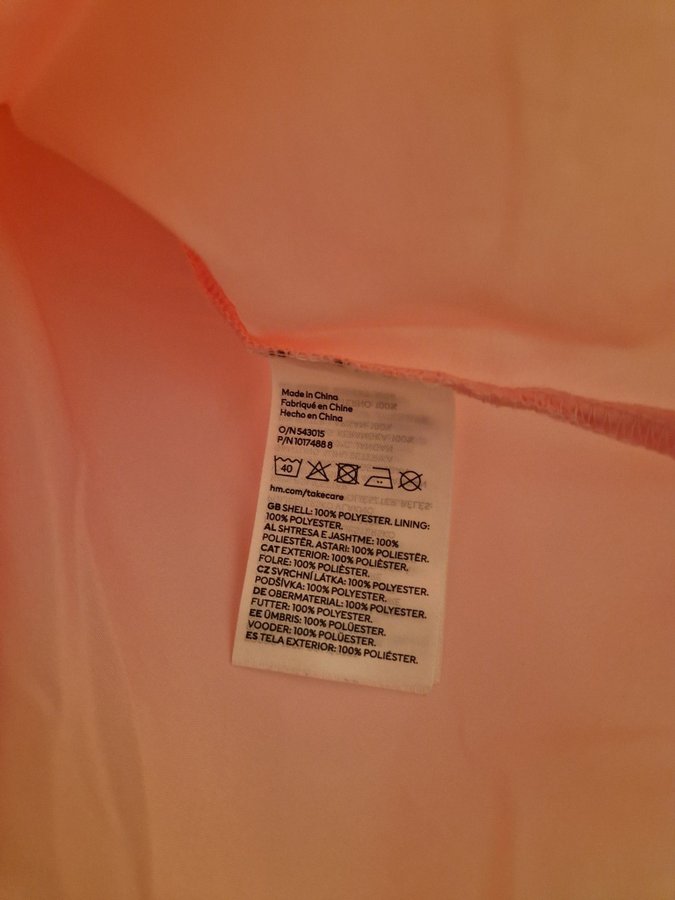 Made in China
Fabriqué en Chine
Hecho en China
O/N 543015
P/N 1017488 8
40
hm.com/takecare
GB SHELL: 100% POLYESTER. LINING:
100% POLYESTER.
AL SHTRESA E JASHTME: 100%
POLIESTËR. ASTARI: 100% POLIESTËR.
CAT EXTERIOR: 100% POLIÈSTER.
FOLRE: 100% POLIÈSTER.
CZ SVRCHNÍ LÁTKA: 100% POLYESTER.
PODŠÍVKA: 100% POLYESTER.
DE OBERMATERIAL: 100% POLYESTER.
FUTTER: 100% POLYESTER.
EE ÜMBRIS: 100% POLÜESTER.
VOODER: 100% POLÜESTER.
ES TELA EXTERIOR: 100% POLIÉSTER.